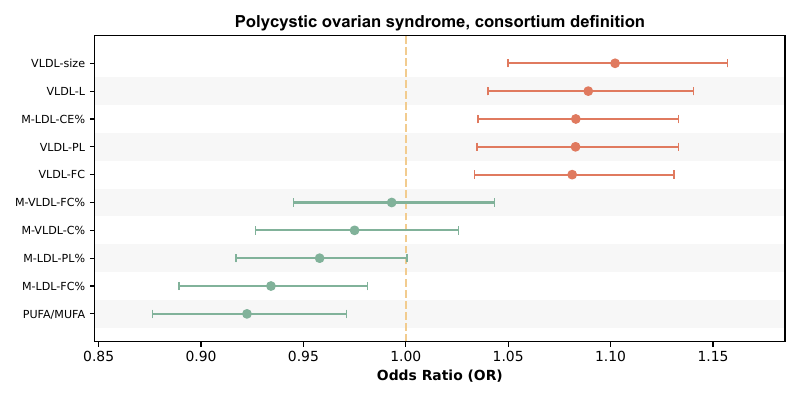 Polycystic ovarian syndrome, consortium definition
VLDL-size
VLDL-L
M-LDL-CE%
VLDL-PL
VLDL-FC
M-VLDL-FC%
M-VLDL-C%
M-LDL-PL%
M-LDL-FC%
PUFA/MUFA
0.85 0.90 0.95 1.00 1.05 1.10 1.15
Odds Ratio (OR)